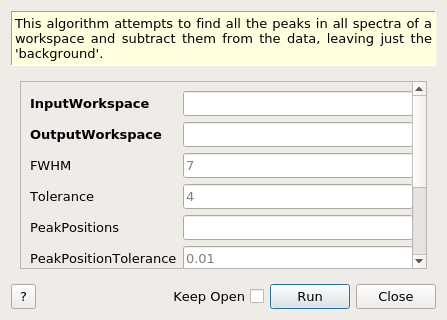 This algorithm attempts to find all the peaks in all spectra of a
workspace and subtract them from the data, leaving just the
'background'.
InputWorkspace
OutputWorkspace
FWHM 7
Tolerance 4
PeakPositions
PeakPositionTolerance 0.01
? Keep Open Run Close